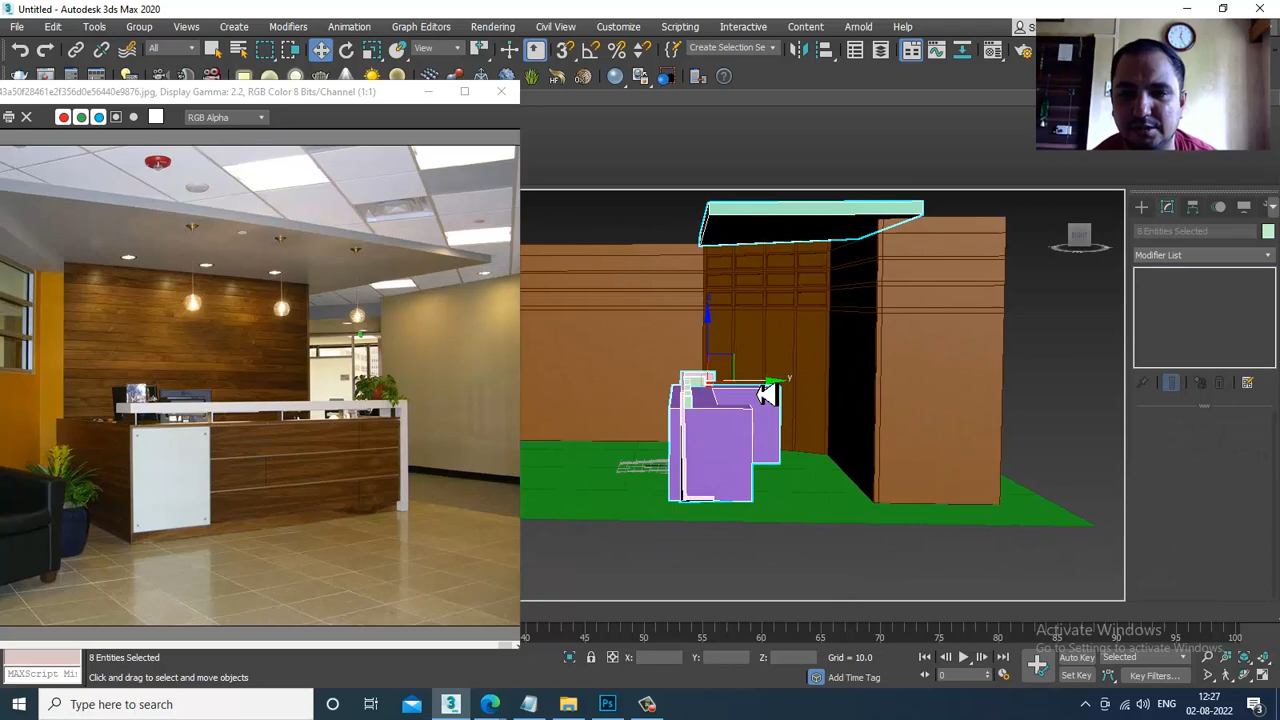 Untitled - Autodesk 3ds Max 2020
File Edit Tools Group Views Create Modifiers Animation Graph Editors Rendering Civil View Customize Scripting Interactive Content Arnold Help
All View Create Selection Se
43a50f28461e2f356d0e56440e9876.jpg, Display Gamma: 2.2, RGB Color 8 Bits/Channel (1:1)
RGB Alpha
RIGHT
8 Entities Selected
Modifier List
y
40 45 50 55 60 65 70 75 80 85 90 95 100
Activate Windows
Go to Settings to activate Windows.
8 Entities Selected
X: Y: Z: Grid = 10.0
Auto Key Selected
MAXScript Mi:
Click and drag to select and move objects
Add Time Tag
0
Set Key Key Filters...
Type here to search
Ps
ENG
12:27
02-08-2022
3